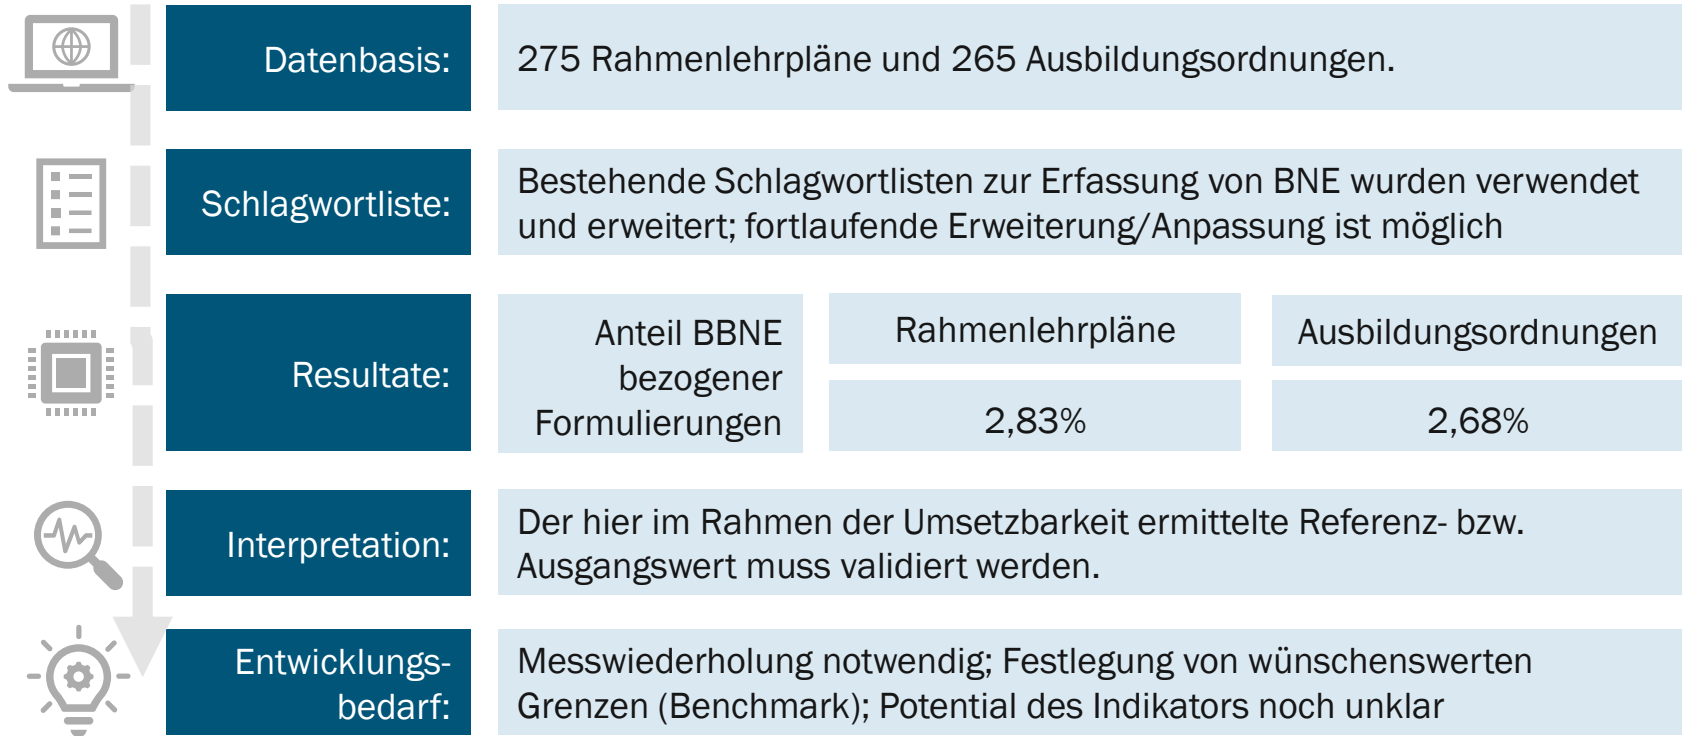 Datenbasis:
275 Rahmenlehrpläne und 265 Ausbildungsordnungen.
Schlagwortliste:
Bestehende Schlagwortlisten zur Erfassung von BNE wurden verwendet
und erweitert; fortlaufende Erweiterung/Anpassung ist möglich
Resultate:
Anteil BBNE
bezogener
Formulierungen
Rahmenlehrpläne
2,83%
Ausbildungsordnungen
2,68%
Interpretation:
Der hier im Rahmen der Umsetzbarkeit ermittelte Referenz- bzw.
Ausgangswert muss validiert werden.
Entwicklungs-
bedarf:
Messwiederholung notwendig; Festlegung von wünschenswerten
Grenzen (Benchmark); Potential des Indikators noch unklar